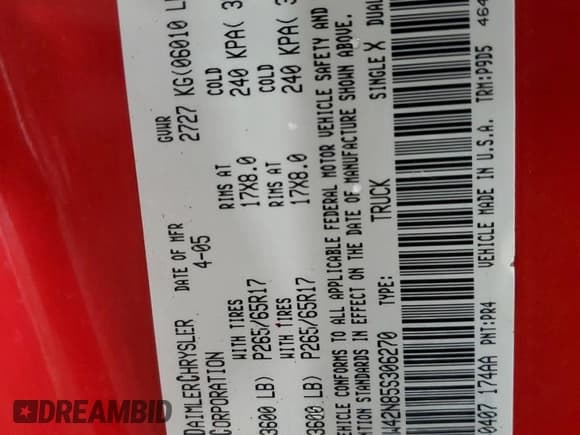 DAIMLERCHRYSLER
CORPORATION
DATE OF MFR
4-05
GVWR
2727 KG(06010 L
WITH TIRES
3600 LB) P265/65R17
RIMS AT
17X8.0
COLD
240 KPA(
WITH TIRES
3600 LB) P265/65R17
RIMS AT
17X8.0
COLD
240 KPA(
VEHICLE CONFORMS TO ALL APPLICABLE FEDERAL MOTOR VEHICLE SAFETY AND
STANDARDS IN EFFECT ON THE DATE OF MANUFACTURE SHOWN ABOVE.
W42N85S306270 TYPE: TRUCK SINGLE X DUAL
0407 174AA PNT:PR4 VEHICLE MADE IN U.S.A. TRM:P9D5 464
DREAMBID